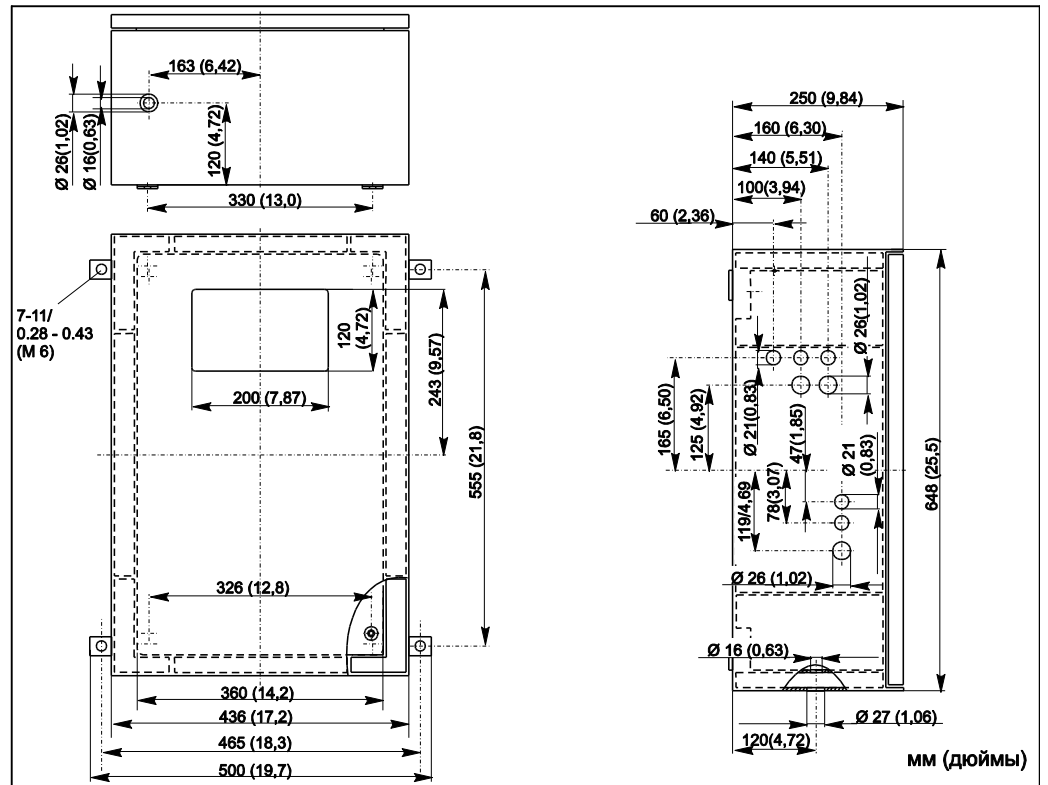 163 (6,42)
Ø 26(1,02)
Ø 16(0,63)
120 (4,72)
330 (13,0)
7-11/
0.28 - 0.43
(M 6)
120
(4,72)
200 (7,87)
243 (9,57)
555 (21,8)
326 (12,8)
360 (14,2)
436 (17,2)
465 (18,3)
500 (19,7)
250 (9,84)
160 (6,30)
140 (5,51)
100(3,94)
60 (2,36)
Ø 26(1,02)
165 (6,50)
125 (4,92)
Ø 21(0,83)
47(1,85)
Ø 21
(0,83)
119/4,69
78(3,07)
648 (25,5)
Ø 26 (1,02)
Ø 16 (0,63)
Ø 27 (1,06)
120(4,72)
мм (дюймы)